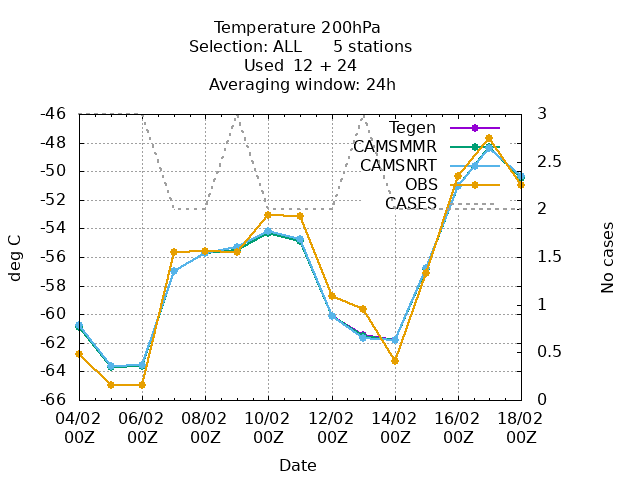 Temperature 200hPa
Selection: ALL 5 stations
Used 12 + 24
Averaging window: 24h
-46
-48
-50
-52
-54
-56
-58
-60
-62
-64
-66
deg C
3
2.5
2
1.5
1
0.5
0
No cases
Tegen
CAMSMMR
CAMSNRT
OBS
CASES
04/02 06/02 08/02 10/02 12/02 14/02 16/02 18/02
00Z 00Z 00Z 00Z 00Z 00Z 00Z 00Z
Date